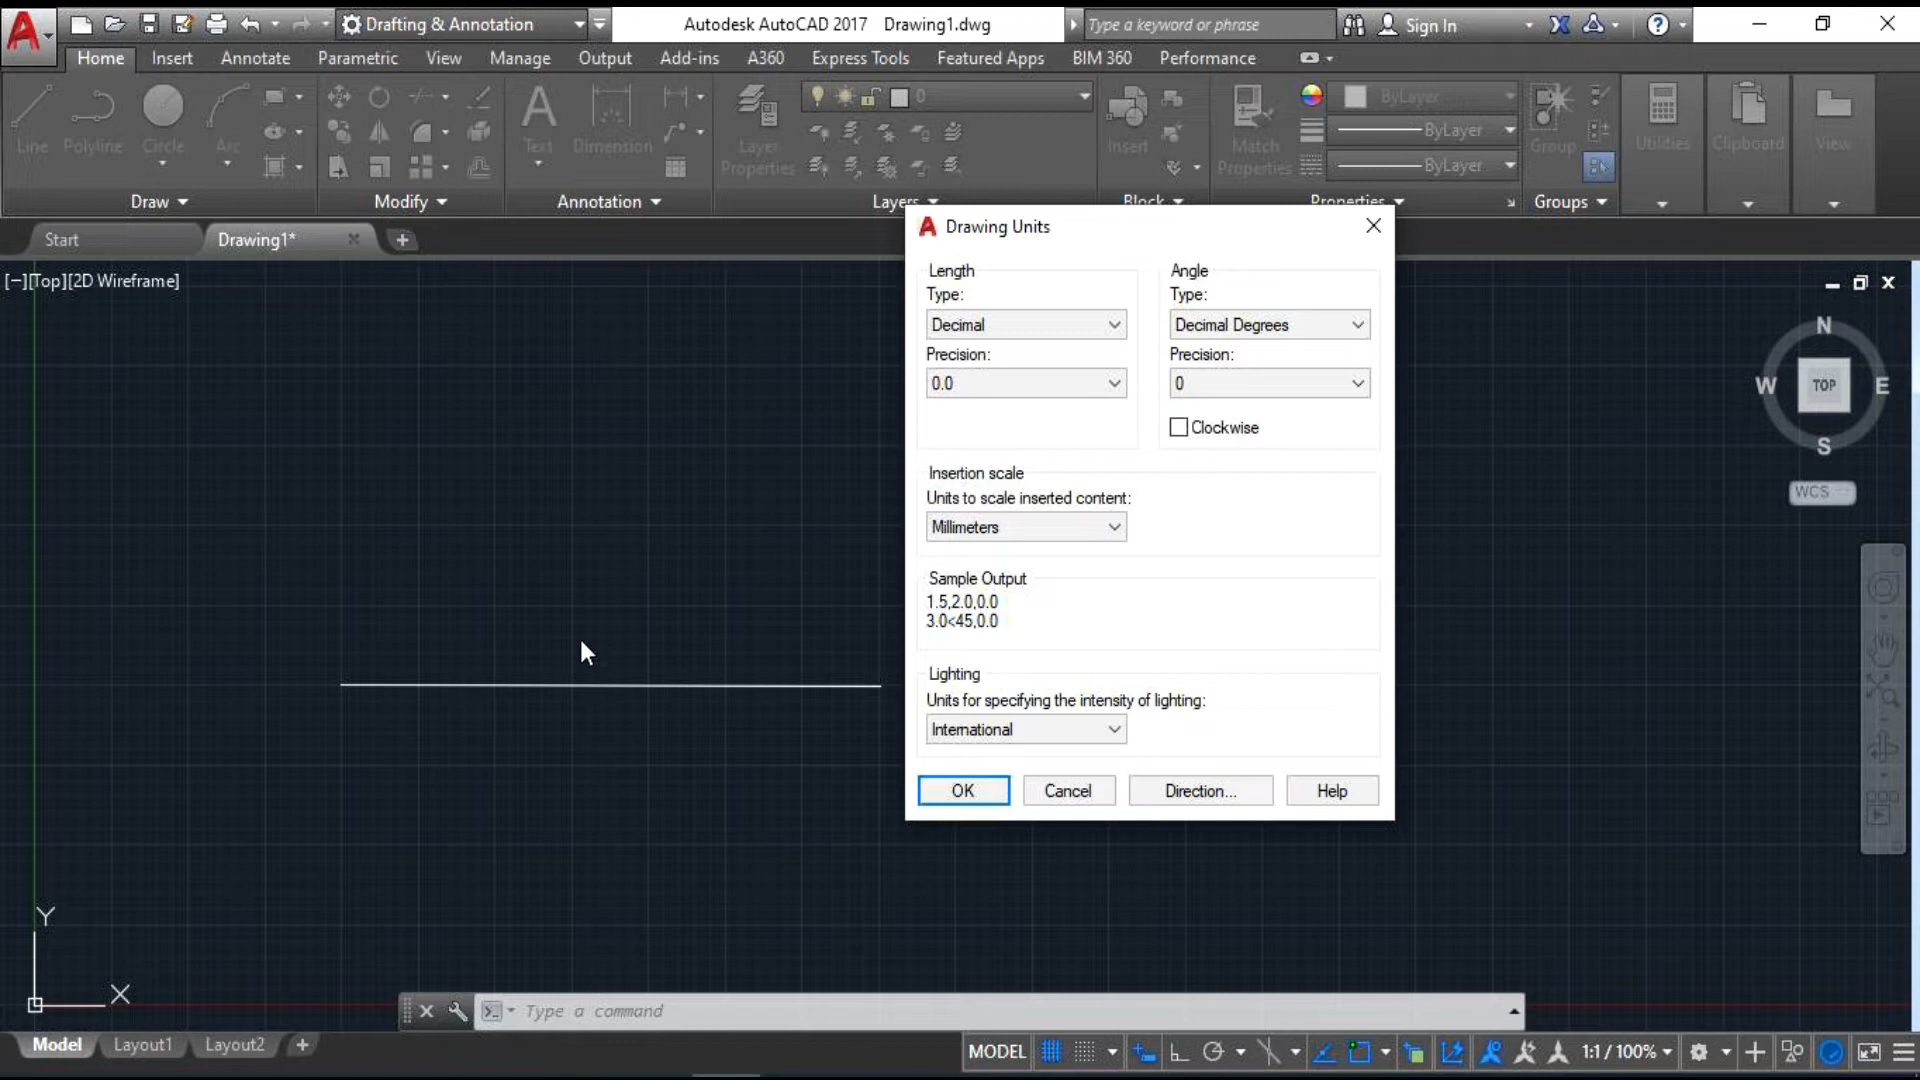 Drafting & Annotation
Autodesk AutoCAD 2017 Drawing1.dwg
Type a keyword or phrase
Sign In
Home Insert Annotate Parametric View Manage Output Add-ins A360 Express Tools Featured Apps BIM 360 Performance
0
ByLayer
ByLayer
ByLayer
Line Polyline Circle Arc
Text Dimension
Layer Properties
Insert
Match Properties
Group
Utilities
Clipboard
View
Draw Modify Annotation Layers Block Properties Groups
Start Drawing1*
[−][Top][2D Wireframe]
Drawing Units
Length
Type:
Decimal
Precision:
0.0
Angle
Type:
Decimal Degrees
Precision:
0
Clockwise
Insertion scale
Units to scale inserted content:
Millimeters
Sample Output
1.5,2.0,0.0
3.0<45,0.0
Lighting
Units for specifying the intensity of lighting:
International
OK Cancel Direction... Help
N
W TOP E
S
WCS
Y
X
Type a command
Model Layout1 Layout2
MODEL 1:1 / 100%